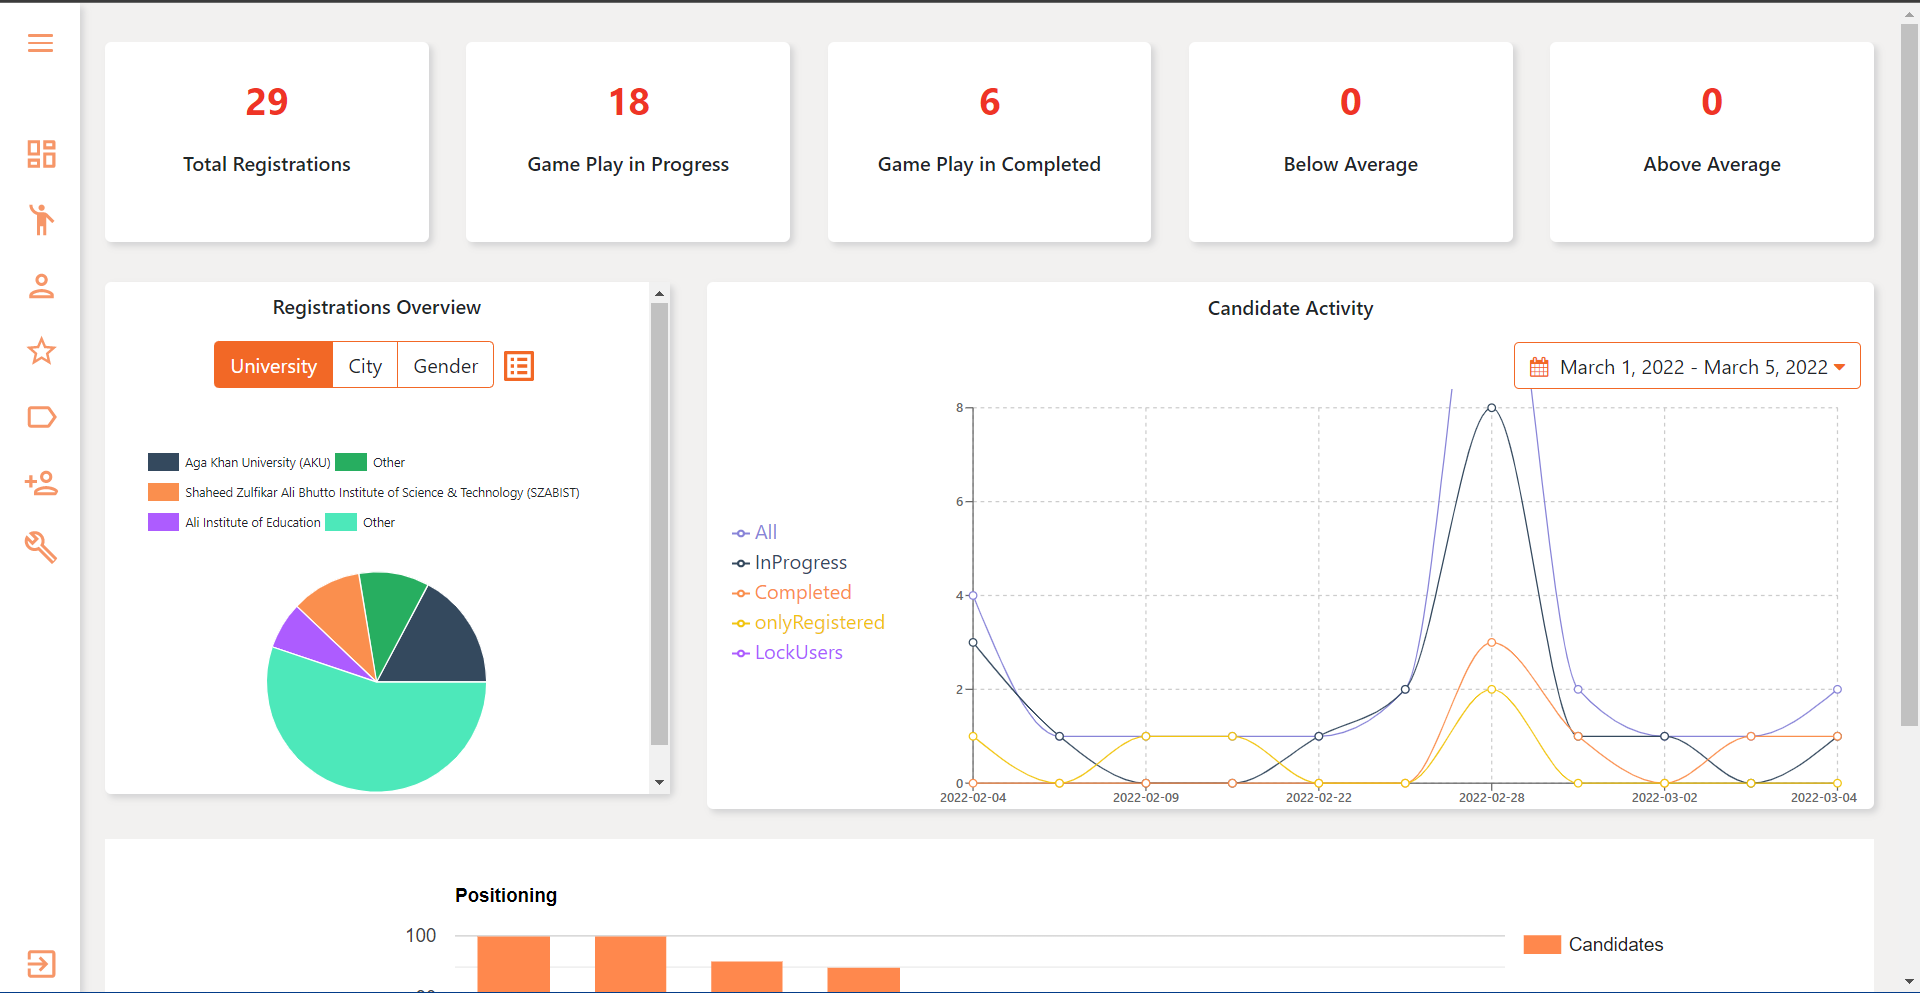 29
Total Registrations
18
Game Play in Progress
6
Game Play in Completed
0
Below Average
0
Above Average
Registrations Overview
University City Gender
Aga Khan University (AKU) Other
Shaheed Zulfikar Ali Bhutto Institute of Science & Technology (SZABIST)
Ali Institute of Education Other
Candidate Activity
March 1, 2022 - March 5, 2022
All
InProgress
Completed
onlyRegistered
LockUsers
8
6
4
2
0
2022-02-04 2022-02-09 2022-02-22 2022-02-28 2022-03-02 2022-03-04
Positioning
100
Candidates